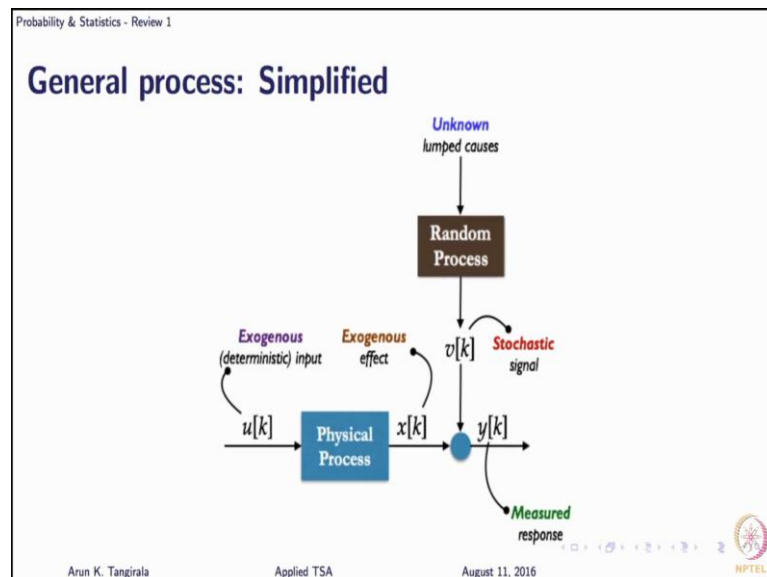 Probability & Statistics - Review 1
General process: Simplified
Unknown
lumped causes
Random
Process
Exogenous
(deterministic) input
Exogenous
effect
v[k]
Stochastic
signal
u[k]
Physical
Process
x[k]
y[k]
Measured
response
Arun K. Tangirala
Applied TSA
August 11, 2016
NPTEL